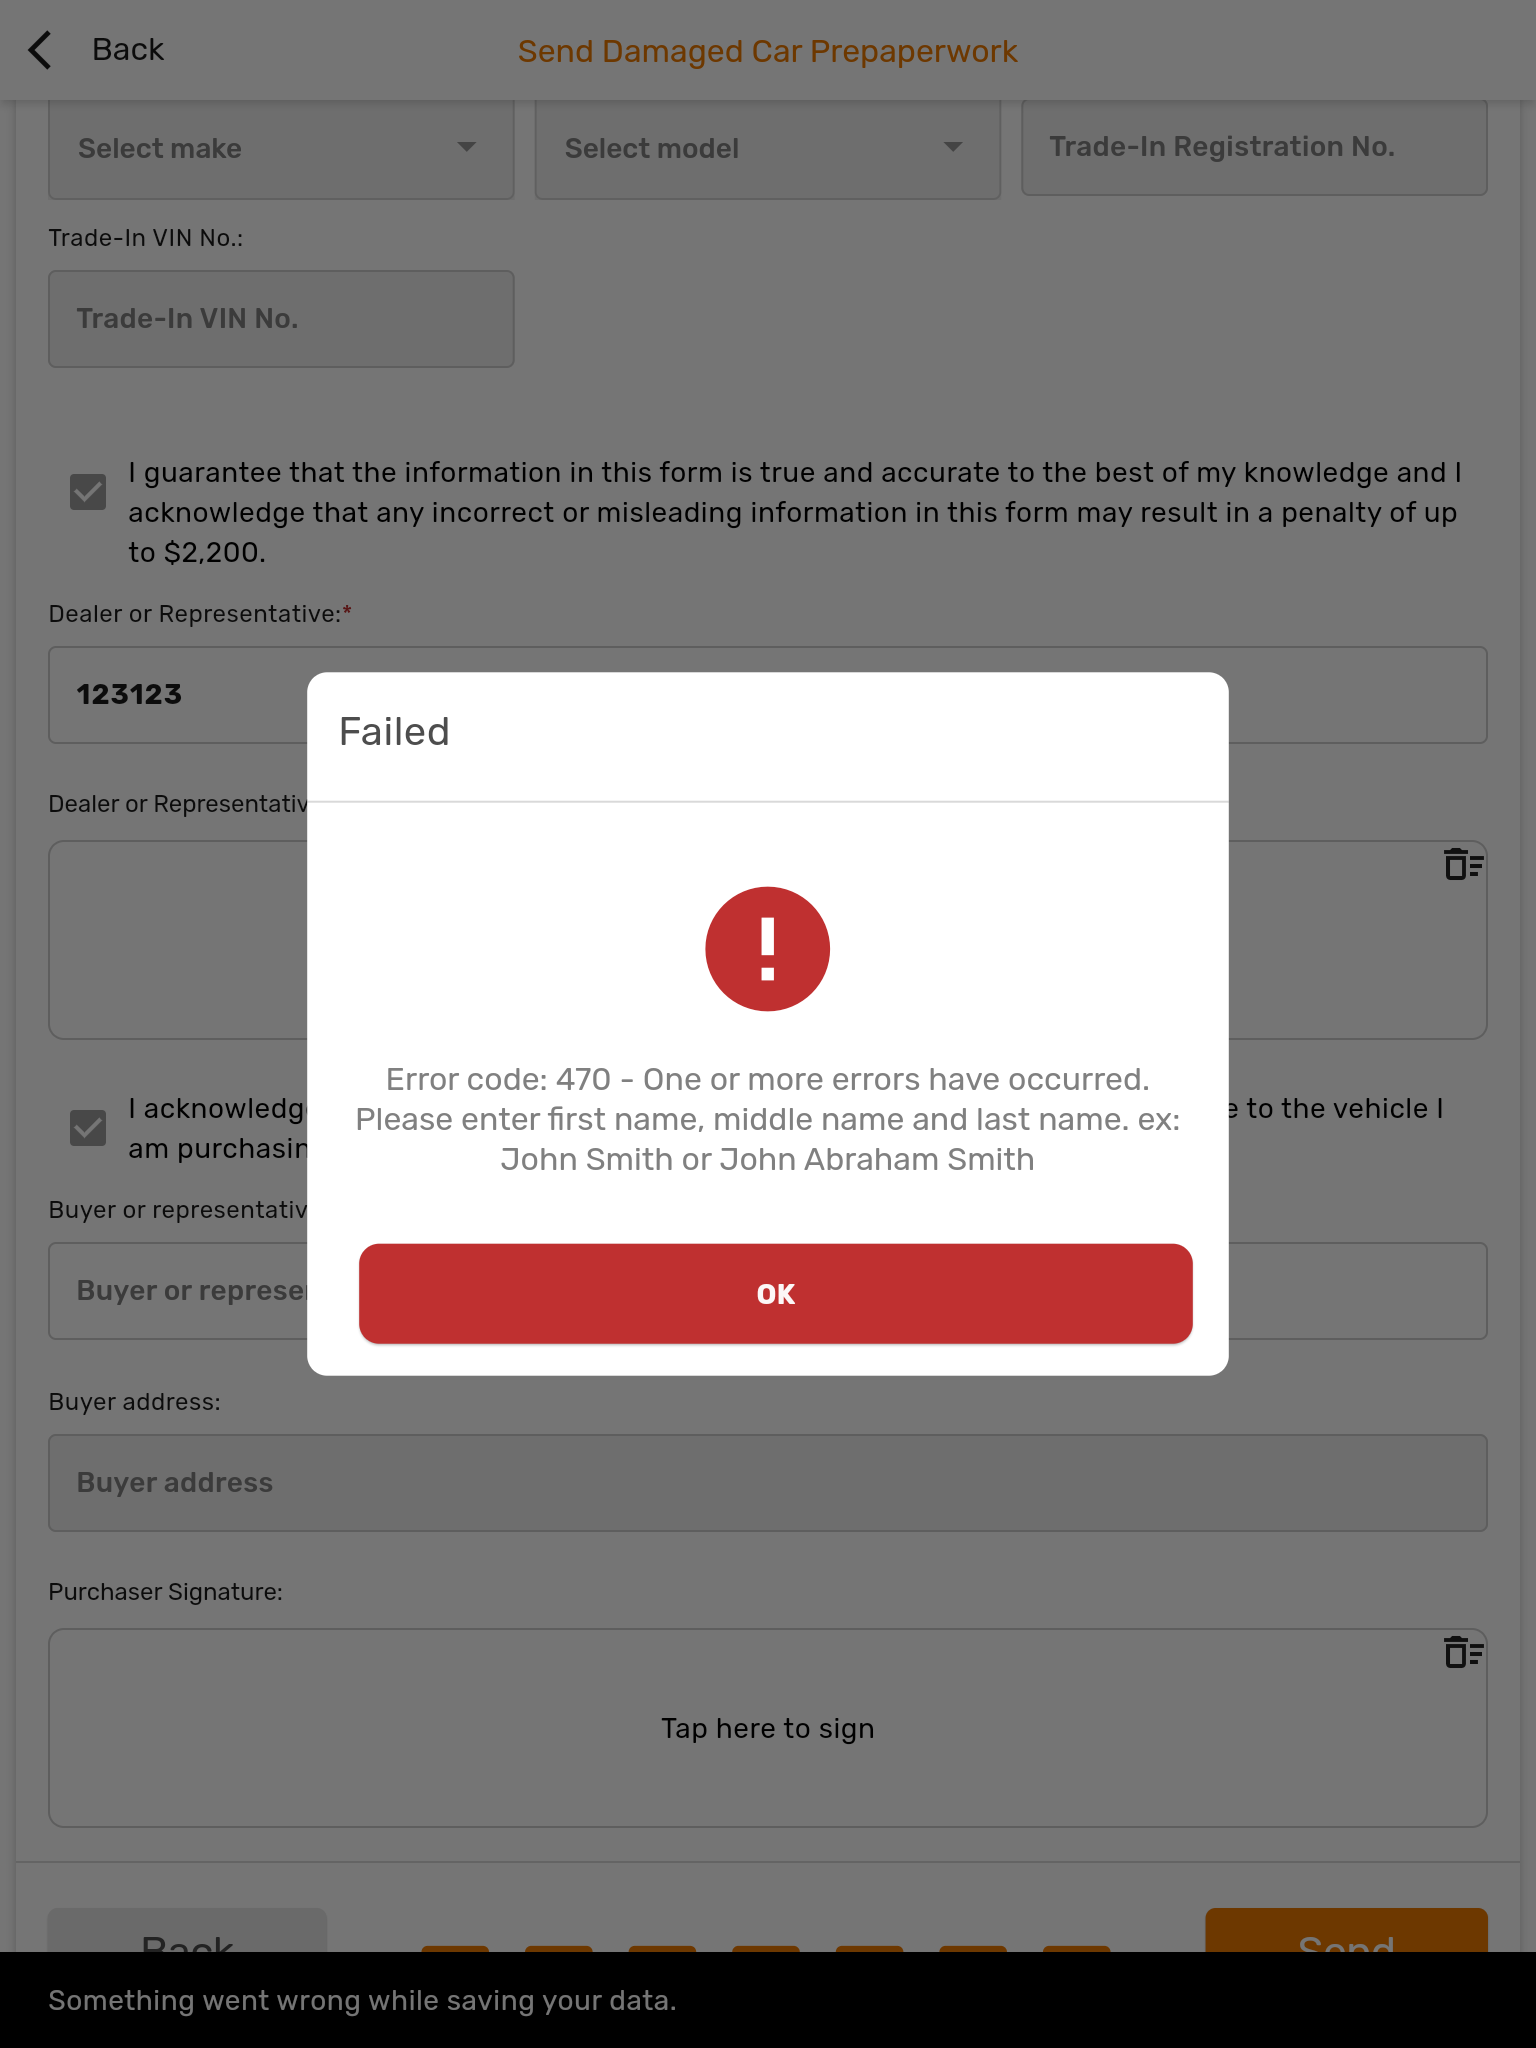 Back
Send Damaged Car Prepaperwork
Select make
Select model
Trade-In Registration No.
Trade-In VIN No.:
Trade-In VIN No.
I guarantee that the information in this form is true and accurate to the best of my knowledge and I
acknowledge that any incorrect or misleading information in this form may result in a penalty of up
to $2,200.
Dealer or Representative:*
123123
Failed
Dealer or
Error code: 470 - One or more errors have occurred.
Please enter first name, middle name and last name. ex:
John Smith or John Abraham Smith
I to the vehicle I
am
Buyer or
OK
Buyer or
Buyer address:
Buyer address
Purchaser Signature:
Tap here to sign
Back
Send
Something went wrong while saving your data.